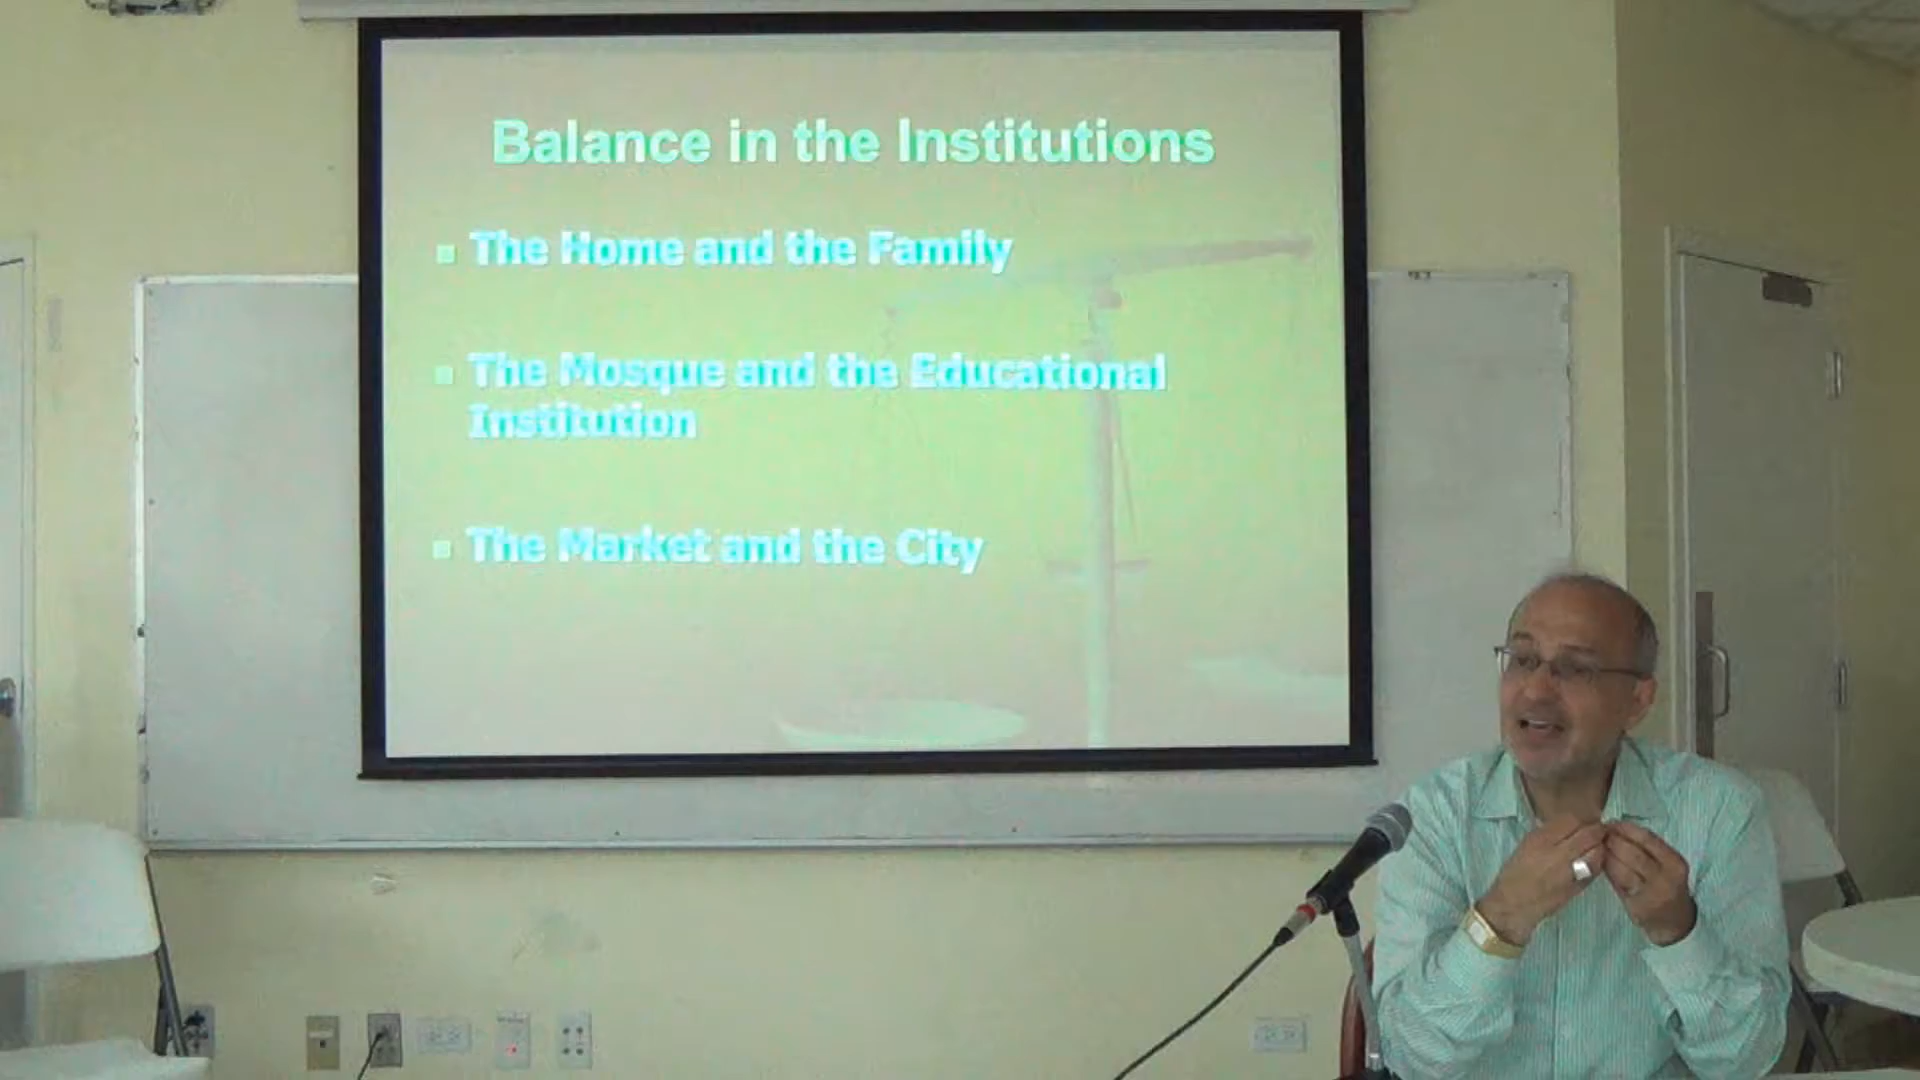 Balance in the Institutions
The Home and the Family
The Mosque and the Educational
Institution
The Market and the City